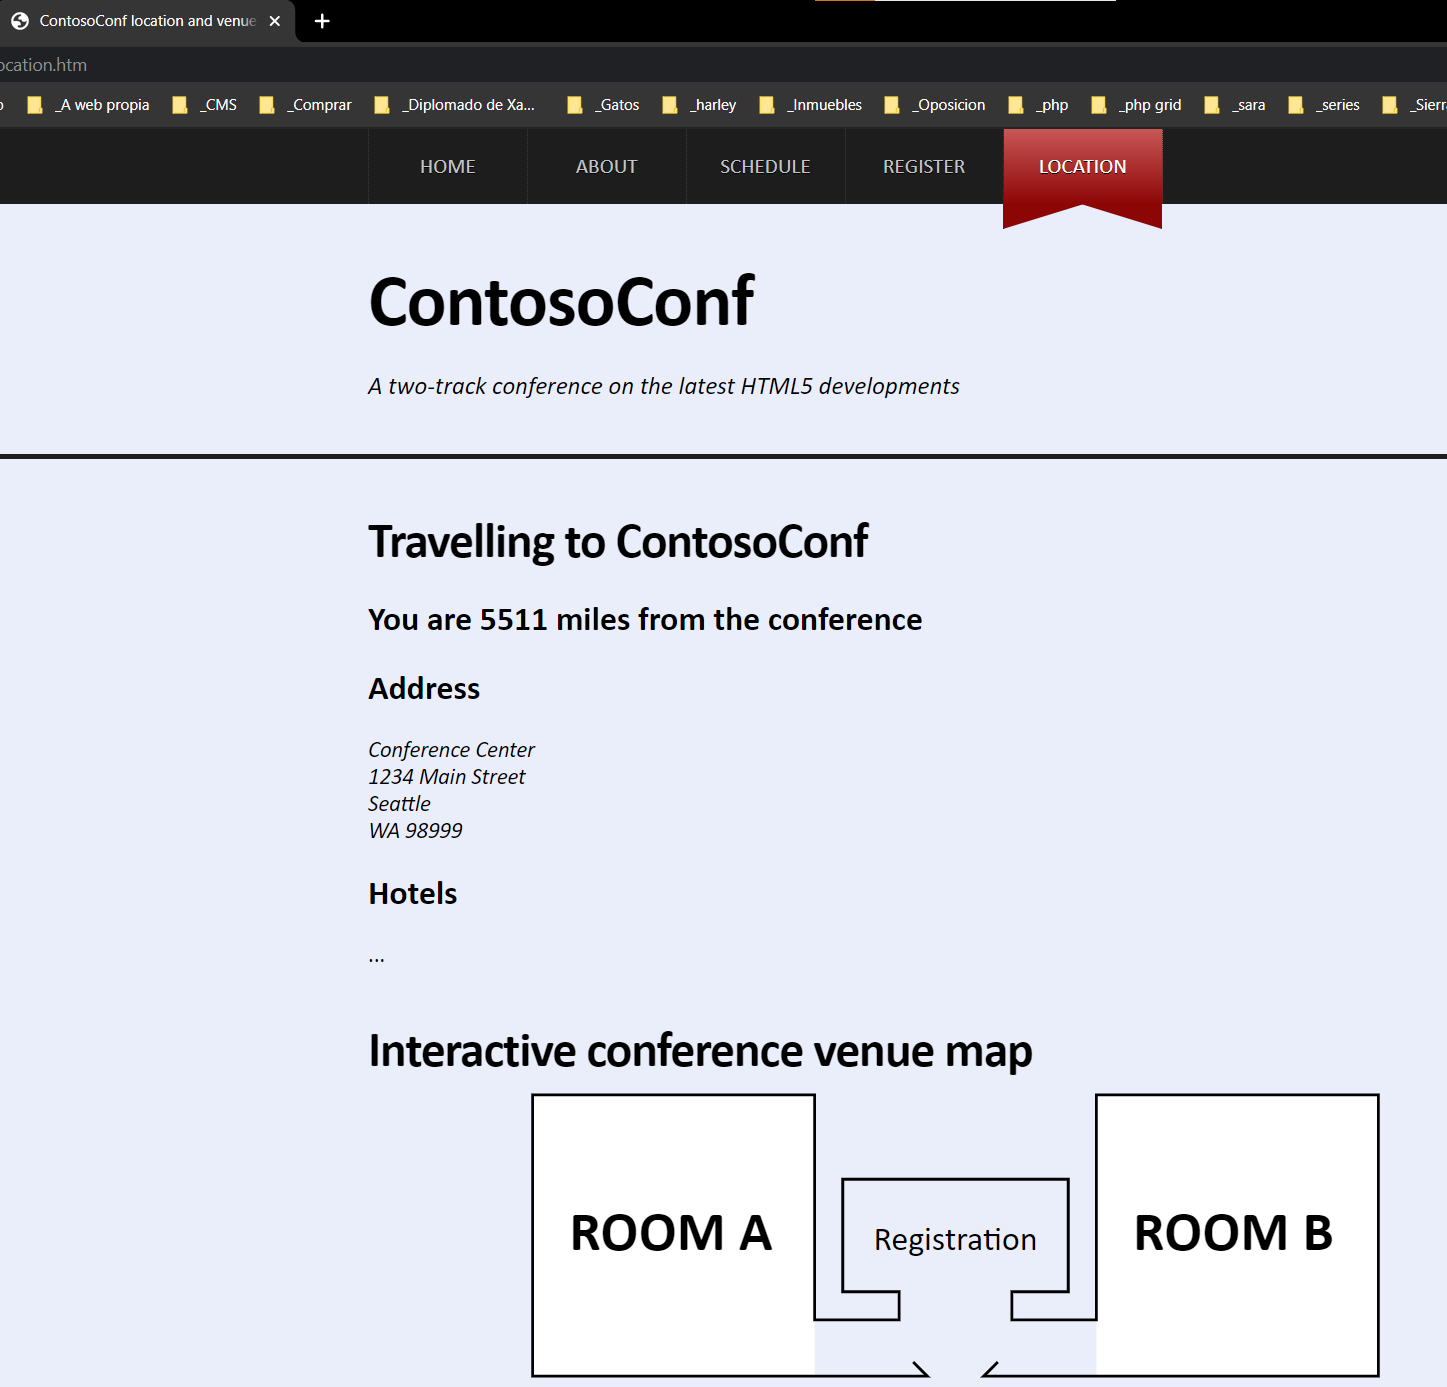 ContosoConf location and venue
ocation.htm
_A web propia _CMS _Comprar _Diplomado de Xa... _Gatos _harley _Inmuebles _Oposicion _php _php grid _sara _series _Sierr
HOME ABOUT SCHEDULE REGISTER LOCATION
ContosoConf
A two-track conference on the latest HTML5 developments
Travelling to ContosoConf
You are 5511 miles from the conference
Address
Conference Center
1234 Main Street
Seattle
WA 98999
Hotels
...
Interactive conference venue map
ROOM A Registration ROOM B